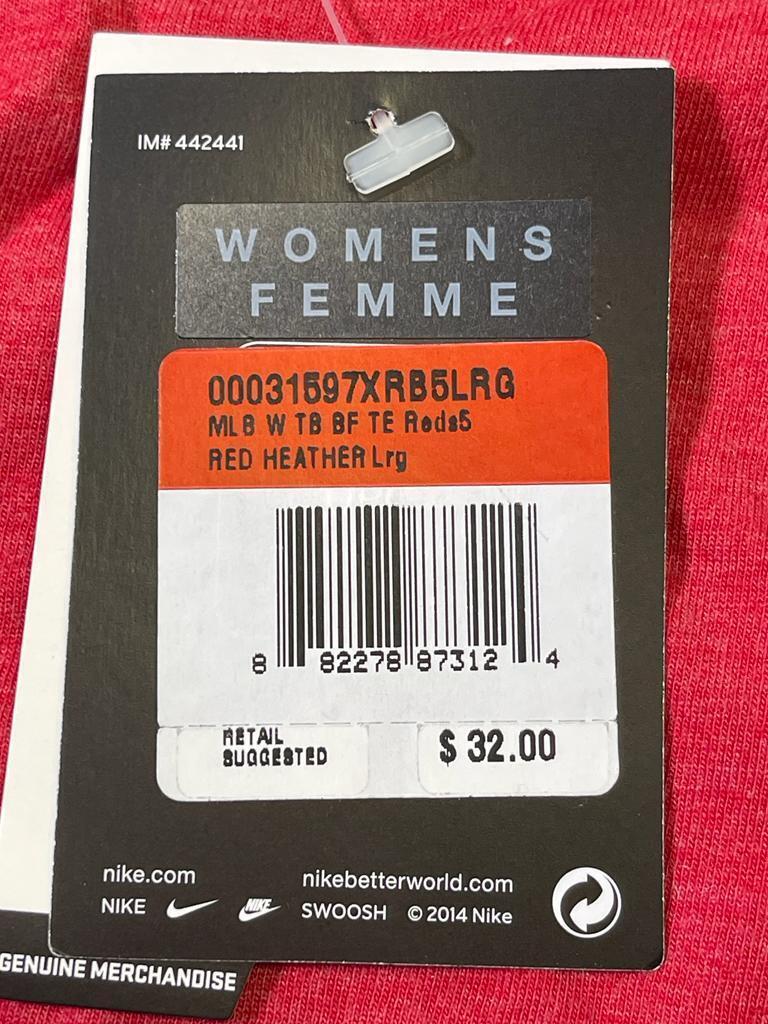 IM# 442441
WOMENS
FEMME
00031597XRB5LRG
MLB W TB BF TE Reds5
RED HEATHER Lrg
8 82278 87312 4
RETAIL
SUGGESTED
$ 32.00
nike.com
nikebetterworld.com
NIKE NIKE SWOOSH © 2014 Nike
GENUINE MERCHANDISE